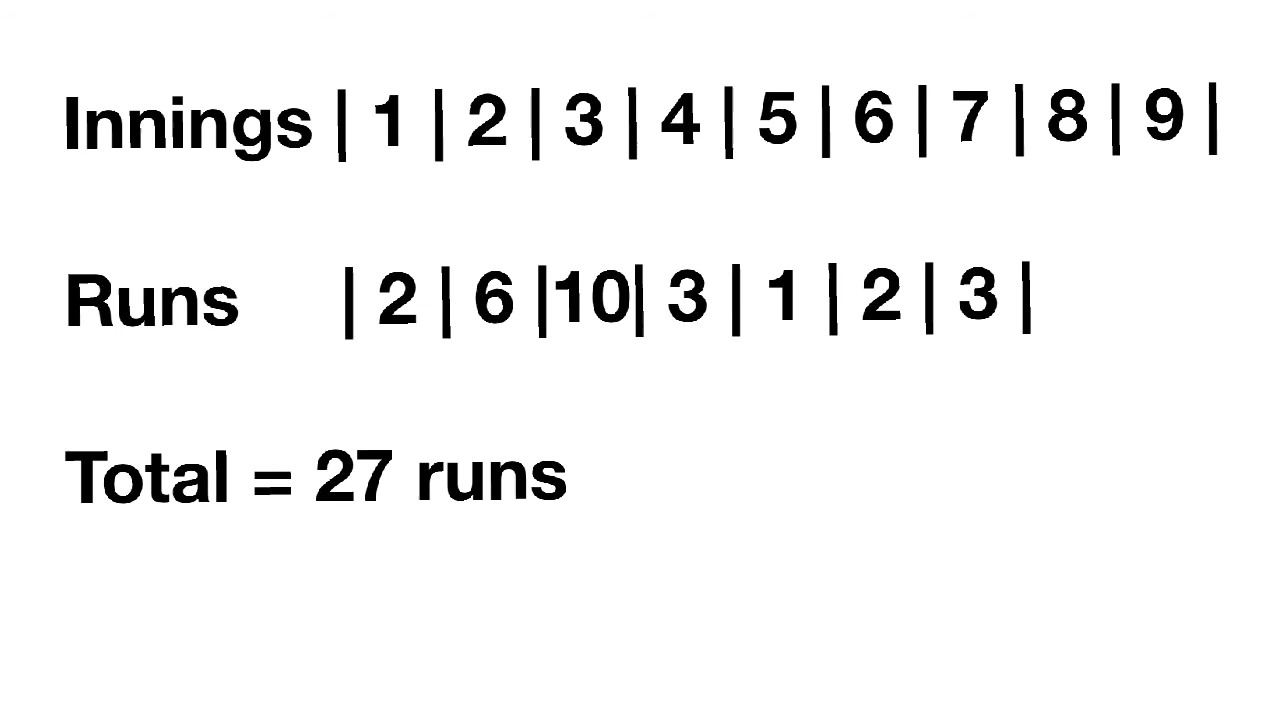 Innings | 1 | 2 | 3 | 4 | 5 | 6 | 7 | 8 | 9 |
Runs | 2 | 6 |10| 3 | 1 | 2 | 3 |
Total = 27 runs